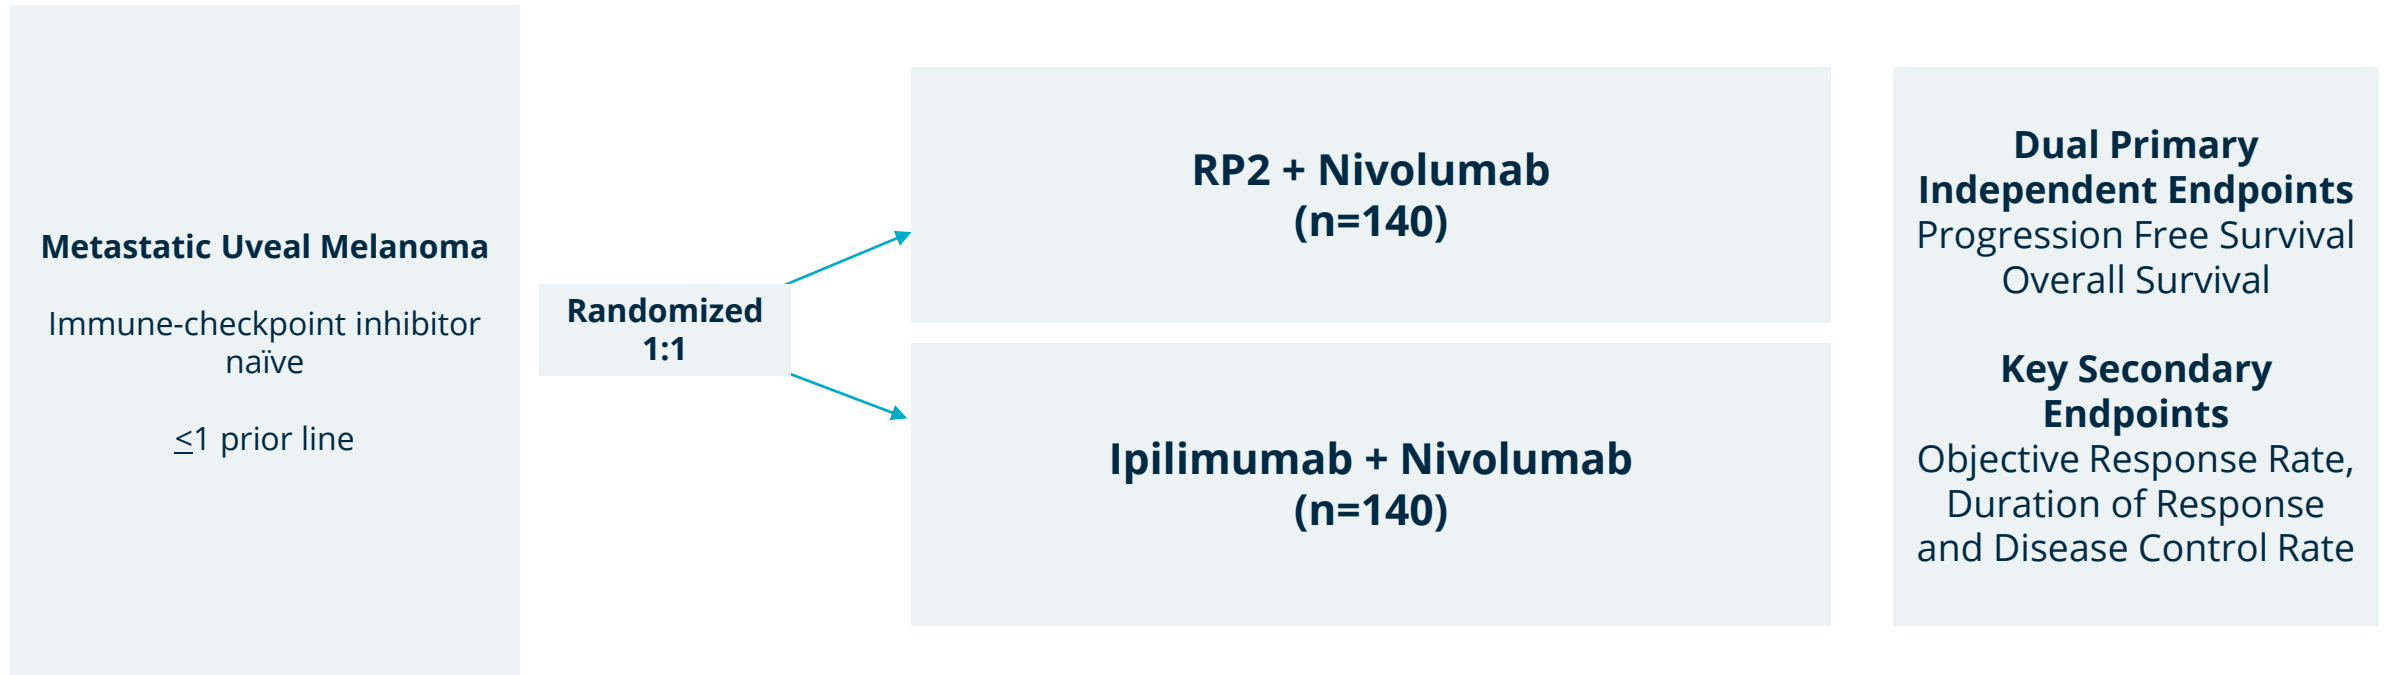 Metastatic Uveal Melanoma
Immune-checkpoint inhibitor
naïve
≤1 prior line
Randomized
1:1
RP2 + Nivolumab
(n=140)
Ipilimumab + Nivolumab
(n=140)
Dual Primary
Independent Endpoints
Progression Free Survival
Overall Survival
Key Secondary
Endpoints
Objective Response Rate,
Duration of Response
and Disease Control Rate